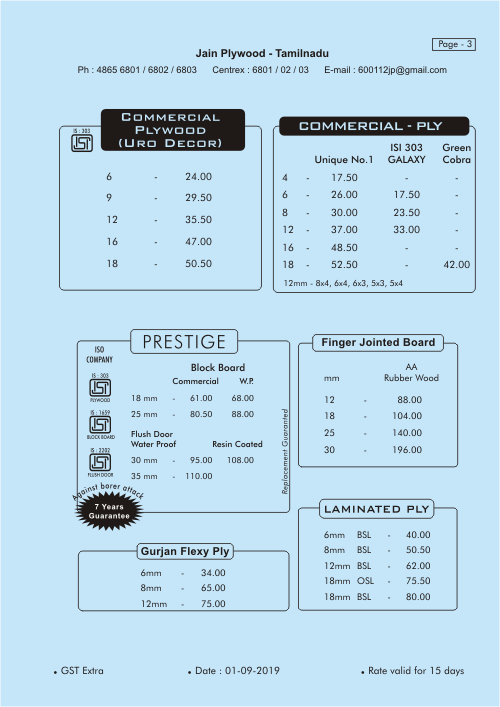 Page - 3
Jain Plywood - Tamilnadu
Ph : 4865 6801 / 6802 / 6803 Centrex : 6801 / 02 / 03 E-mail : 600112jp@gmail.com
COMMERCIAL
PLYWOOD
(URO DECOR)
IS : 303
ISI
6 - 24.00
9 - 29.50
12 - 35.50
16 - 47.00
18 - 50.50
COMMERCIAL - PLY
Unique No.1 ISI 303 GALAXY Green Cobra
4 - 17.50 - -
6 - 26.00 17.50 -
8 - 30.00 23.50 -
12 - 37.00 33.00 -
16 - 48.50 - -
18 - 52.50 - 42.00
12mm - 8x4, 6x4, 6x3, 5x3, 5x4
PRESTIGE
ISO
COMPANY
IS : 303
ISI
PLYWOOD
IS : 1659
ISI
BLOCK BOARD
IS : 2202
ISI
FLUSH DOOR
Block Board
Commercial W.P.
18 mm - 61.00 68.00
25 mm - 80.50 88.00
Flush Door
Water Proof Resin Coated
30 mm - 95.00 108.00
35 mm - 110.00
Replacement Guaranted
Against borer attack
7 Years
Guarantee
Finger Jointed Board
AA
mm Rubber Wood
12 - 88.00
18 - 104.00
25 - 140.00
30 - 196.00
Gurjan Flexy Ply
6mm - 34.00
8mm - 65.00
12mm - 75.00
LAMINATED PLY
6mm BSL - 40.00
8mm BSL - 50.50
12mm BSL - 62.00
18mm OSL - 75.50
18mm BSL - 80.00
• GST Extra • Date : 01-09-2019 • Rate valid for 15 days